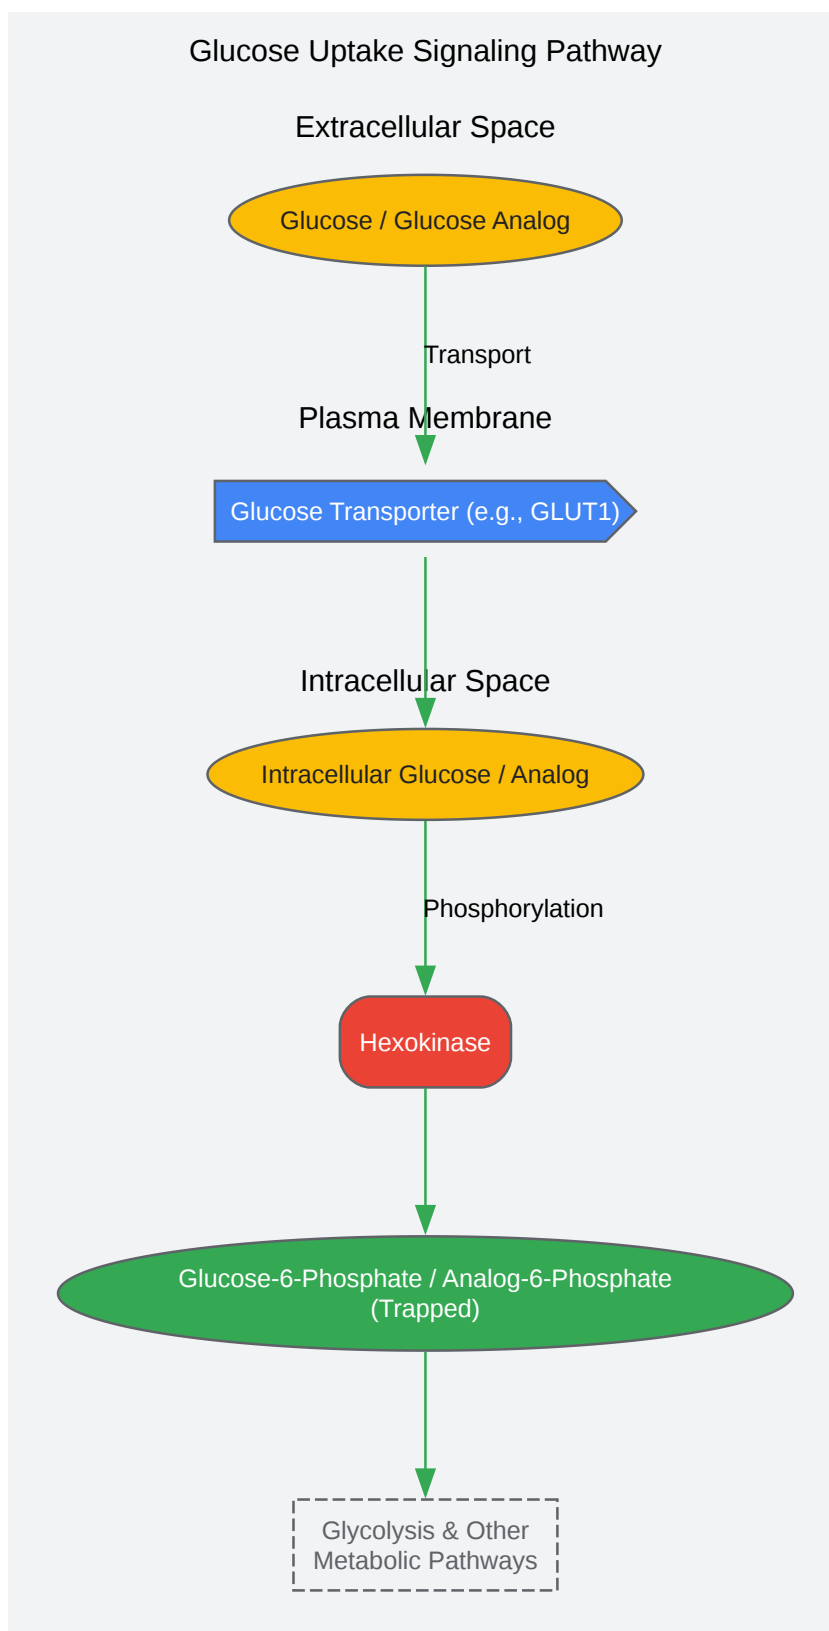 Glucose Uptake Signaling Pathway
Extracellular Space
Glucose / Glucose Analog
Transport
Plasma Membrane
Glucose Transporter (e.g., GLUT1)
Intracellular Space
Intracellular Glucose / Analog
Phosphorylation
Hexokinase
Glucose-6-Phosphate / Analog-6-Phosphate
(Trapped)
Glycolysis & Other
Metabolic Pathways